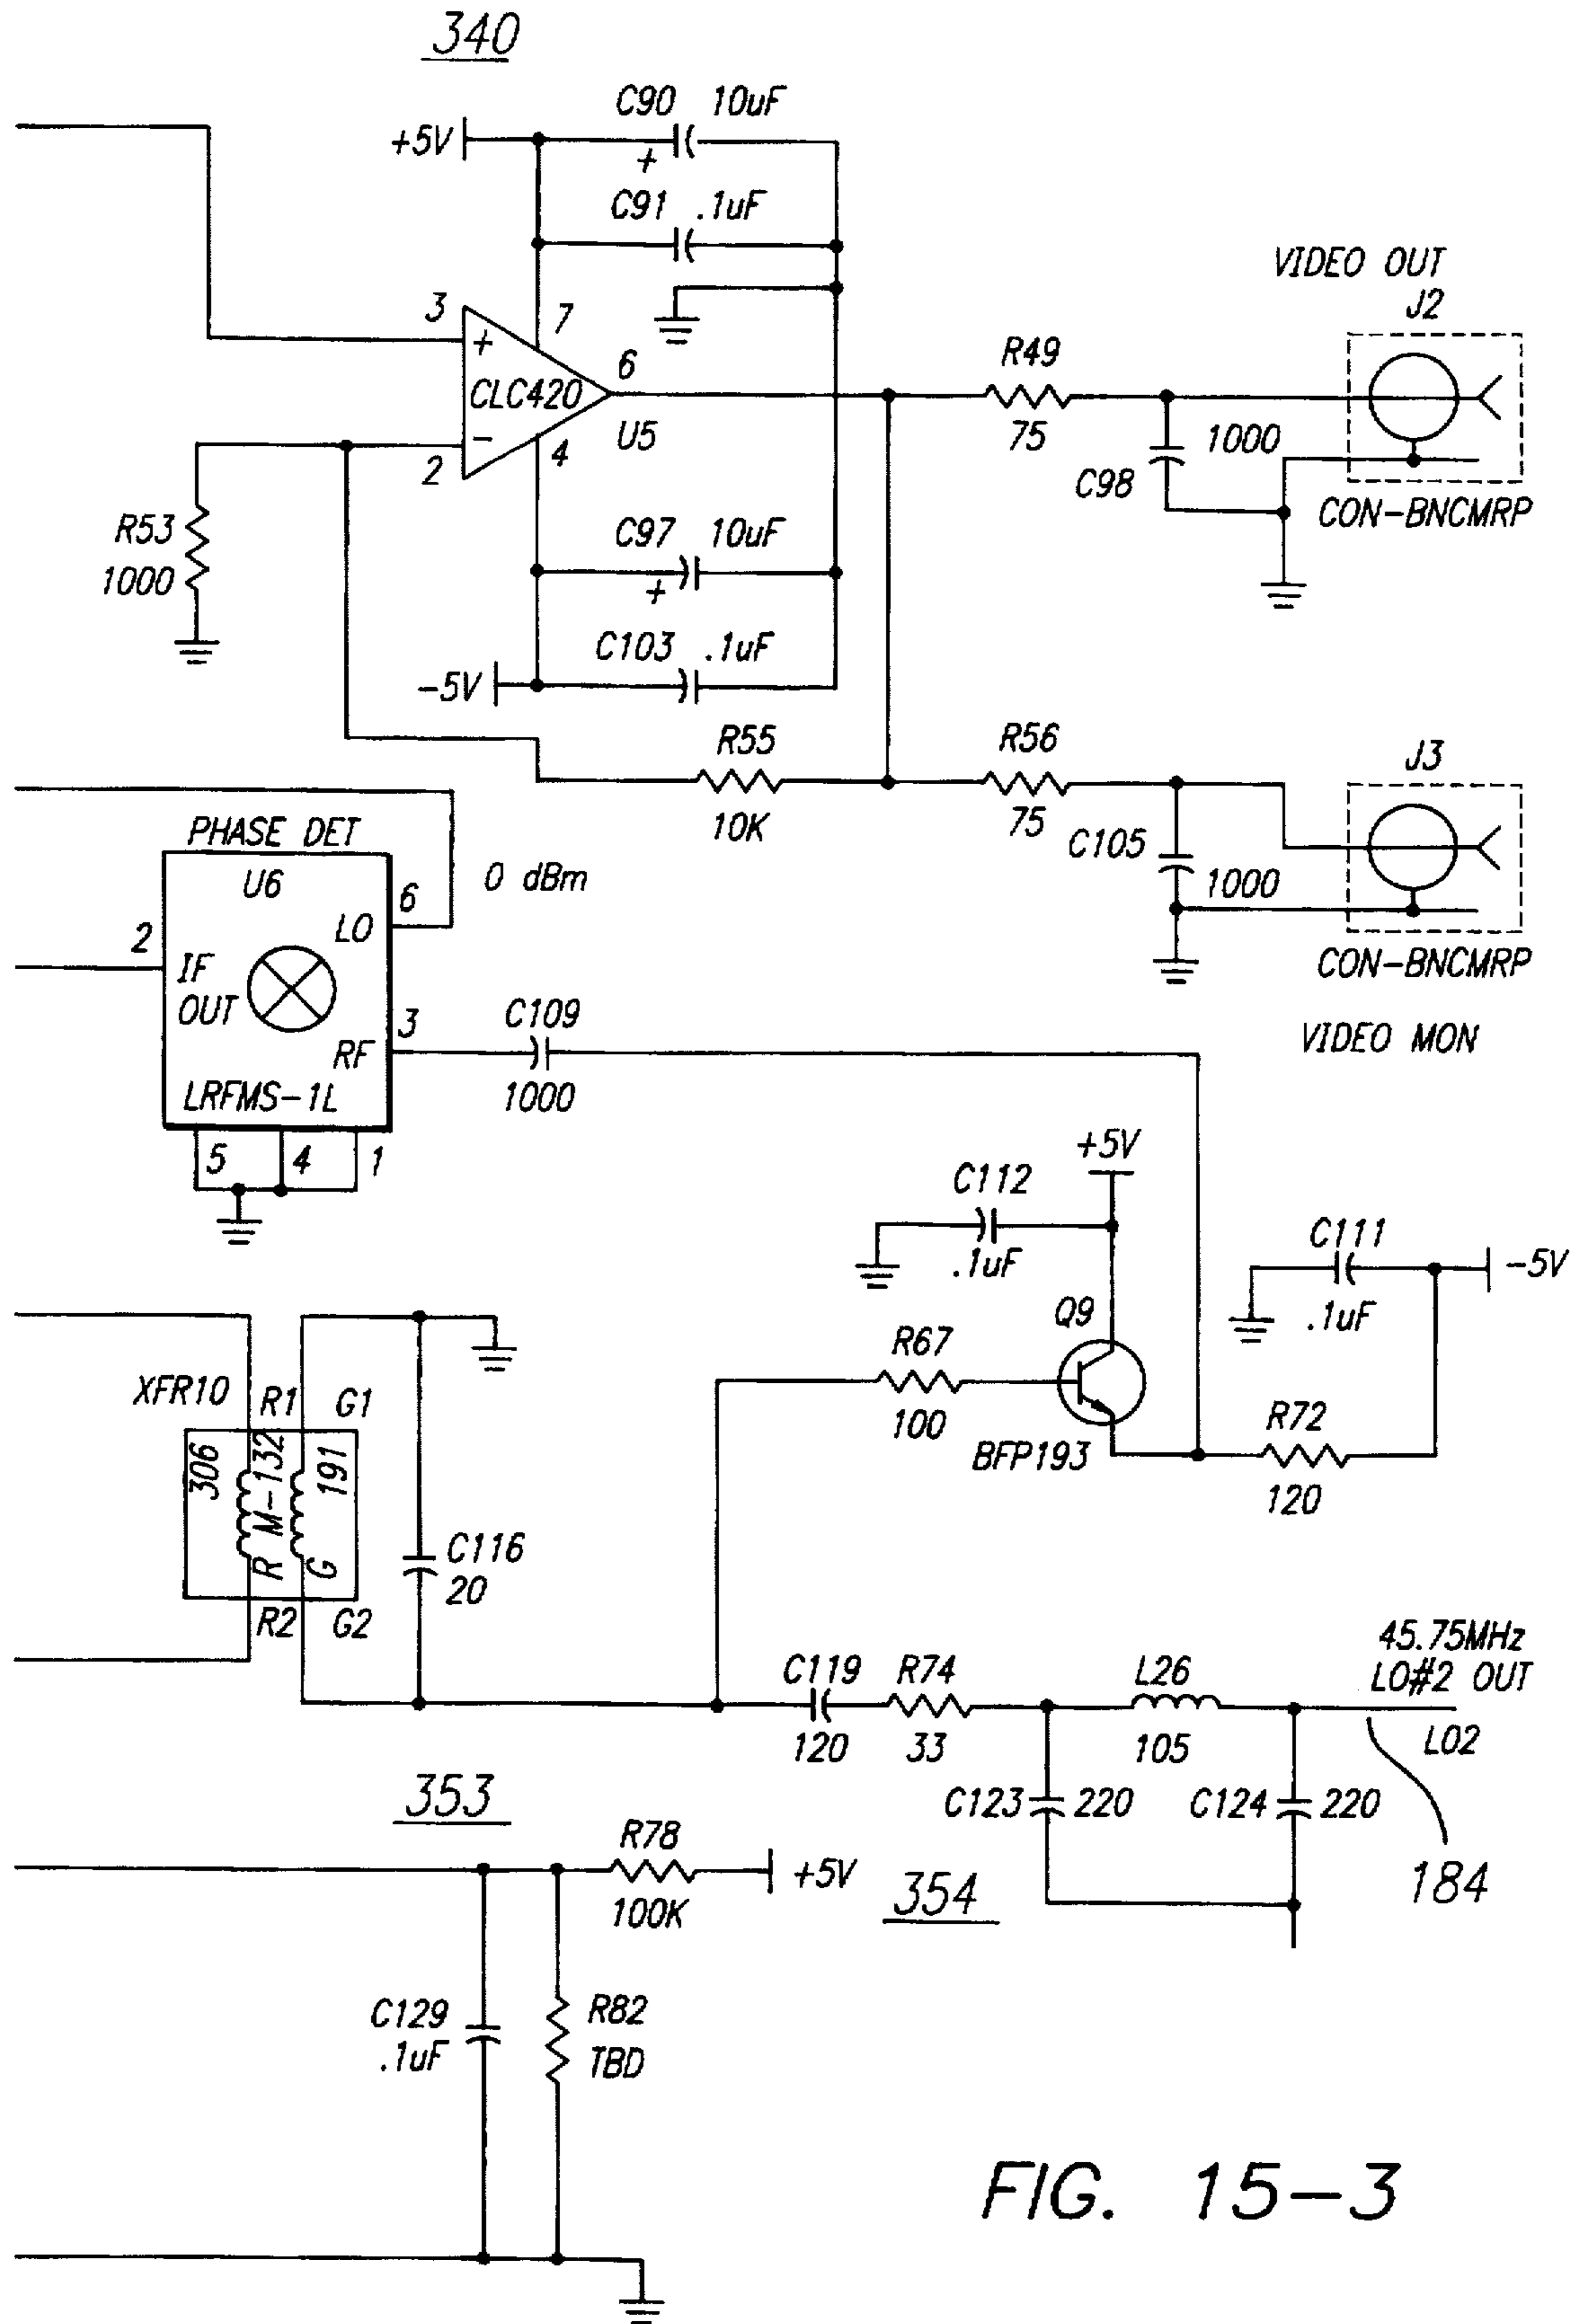 340
C90 10uF
+5V
+
C91 .1uF
VIDEO OUT
J2
3
7
+
6
R49
CLC420
U5
75
1000
-
4
2
C98
CON-BNCMRP
R53
1000
C97 10uF
+
C103 .1uF
-5V
R55
R56
J3
10K
75
C105
1000
PHASE DET
U6
6
0 dBm
LO
2
IF
OUT
CON-BNCMRP
3
C109
RF
VIDEO MON
LRFMS-1L
1000
5
4
1
+5V
C112
.1uF
C111
-5V
.1uF
Q9
R67
XFR10
R1
G1
100
R72
BFP193
306
M-132
191
120
R
G
C116
20
R2
G2
45.75MHz
LO#2 OUT
C119
R74
L26
120
33
105
LO2
353
C123
220
C124
220
R78
+5V
100K
354
184
C129
.1uF
R82
TBD
FIG. 15-3